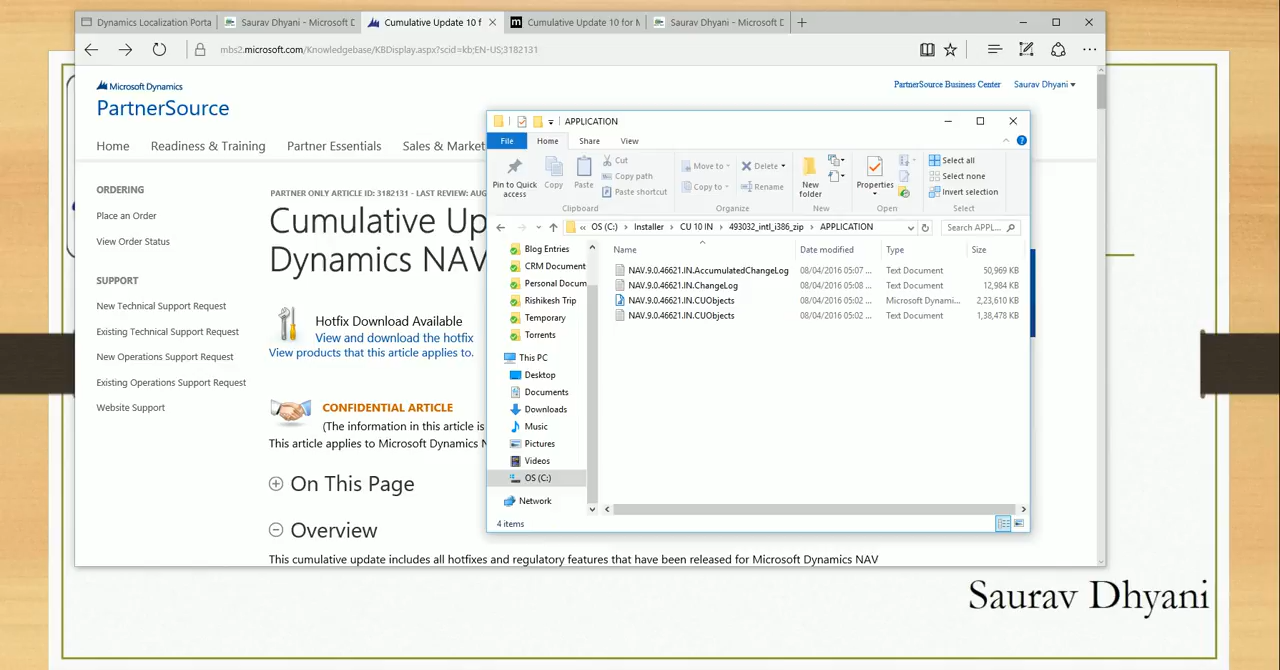 Dynamics Localization Porta
Saurav Dhyani - Microsoft D
Cumulative Update 10 f
Cumulative Update 10 for M
Saurav Dhyani - Microsoft D
mbs2.microsoft.com/Knowledgebase/KBDisplay.aspx?scid=kb;EN-US;3182131
Microsoft Dynamics
PartnerSource
PartnerSource Business Center
Saurav Dhyani
Home
Readiness & Training
Partner Essentials
Sales & Market
ORDERING
Place an Order
View Order Status
SUPPORT
New Technical Support Request
Existing Technical Support Request
New Operations Support Request
Existing Operations Support Request
Website Support
PARTNER ONLY ARTICLE ID: 3182131 - LAST REVIEW: AUG
Cumulative Up
Dynamics NAV
Hotfix Download Available
View and download the hotfix
View products that this article applies to.
CONFIDENTIAL ARTICLE
(The information in this article is
This article applies to Microsoft Dynamics N
On This Page
Overview
This cumulative update includes all hotfixes and regulatory features that have been released for Microsoft Dynamics NAV
APPLICATION
File
Home
Share
View
Pin to Quick
access
Copy
Paste
Cut
Copy path
Paste shortcut
Clipboard
Move to
Copy to
Delete
Rename
Organize
New
folder
New
Properties
Open
Select all
Select none
Invert selection
Select
« OS (C:) › Installer › CU 10 IN › 493032_intl_i386_zip › APPLICATION
Search APPL...
Blog Entries
CRM Document
Personal Docum
Rishikesh Trip
Temporary
Torrents
This PC
Desktop
Documents
Downloads
Music
Pictures
Videos
OS (C:)
Network
Name Date modified Type Size
NAV.9.0.46621.IN.AccumulatedChangeLog 08/04/2016 05:07 ... Text Document 50,969 KB
NAV.9.0.46621.IN.ChangeLog 08/04/2016 05:08 ... Text Document 12,984 KB
NAV.9.0.46621.IN.CUObjects 08/04/2016 05:02 ... Microsoft Dynami... 2,23,610 KB
NAV.9.0.46621.IN.CUObjects 08/04/2016 05:02 ... Text Document 1,38,478 KB
4 items
Saurav Dhyani